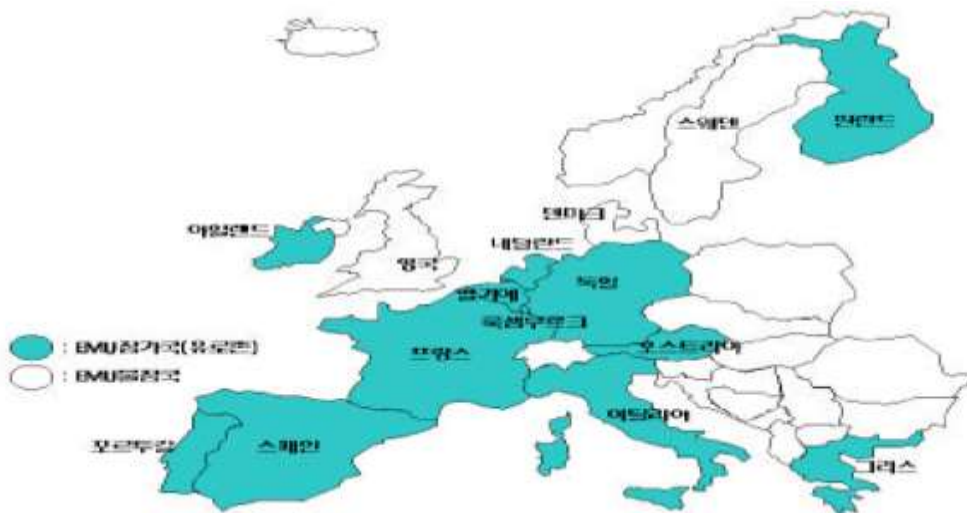 스웨덴
핀란드
덴마크
아일랜드
네덜란드
영국
벨기에
독일
룩셈부르크
: EMU참가국(유로존)
프랑스
오스트리아
: EMU불참국
이탈리아
포르투갈
스페인
그리스